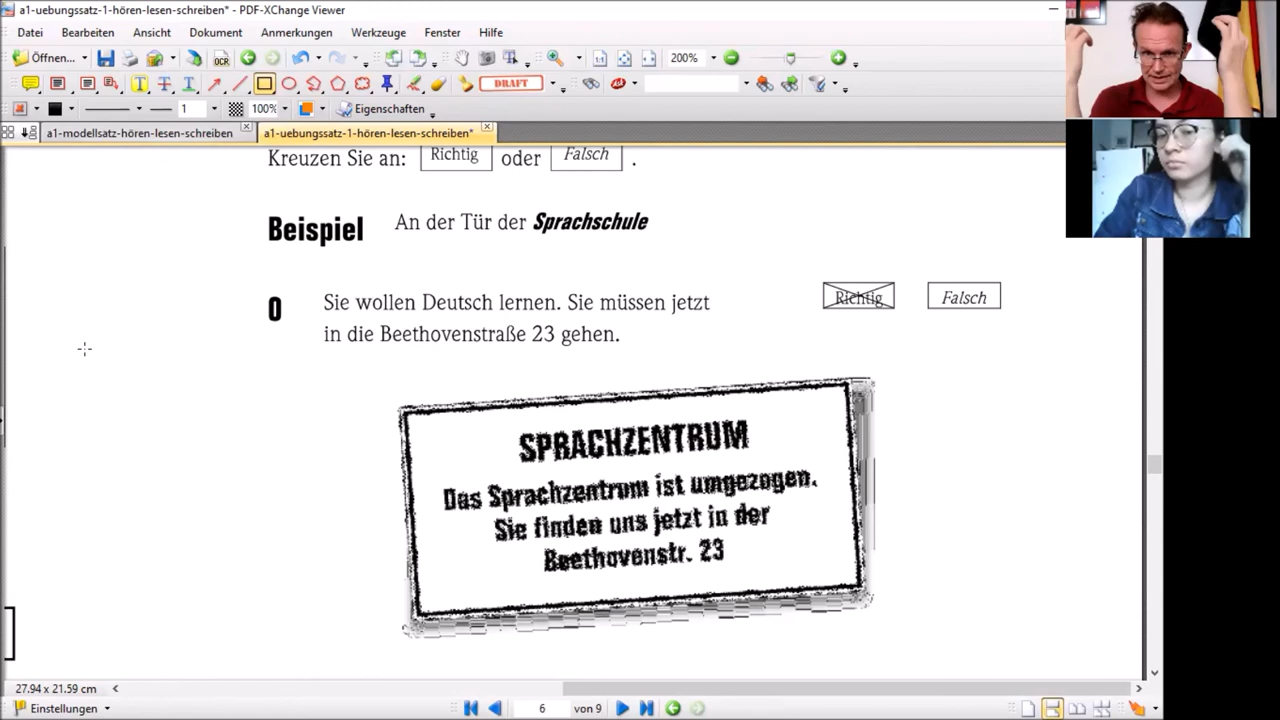 a1-uebungssatz-1-hören-lesen-schreiben* - PDF-XChange Viewer
Datei Bearbeiten Ansicht Dokument Anmerkungen Werkzeuge Fenster Hilfe
Öffnen... OCR 1:1 200%
T T T DRAFT
1 100% Eigenschaften
a1-modellsatz-hören-lesen-schreiben a1-uebungssatz-1-hören-lesen-schreiben*
Kreuzen Sie an: Richtig oder Falsch .
Beispiel An der Tür der Sprachschule
0 Sie wollen Deutsch lernen. Sie müssen jetzt Richtig Falsch
in die Beethovenstraße 23 gehen.
SPRACHZENTRUM
Das Sprachzentrum ist umgezogen.
Sie finden uns jetzt in der
Beethovenstr. 23
27.94 x 21.59 cm
Einstellungen 6 von 9